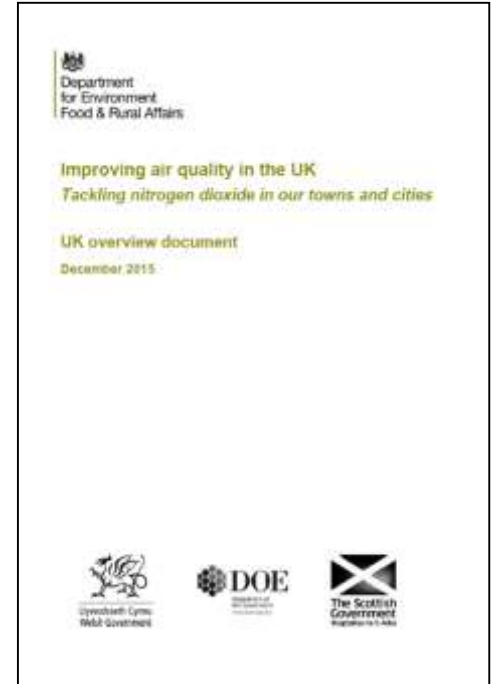 Department
for Environment
Food & Rural Affairs
Improving air quality in the UK
Tackling nitrogen dioxide in our towns and cities
UK overview document
December 2015
Llywodraeth Cymru
Welsh Government
DOE
The Scottish
Government